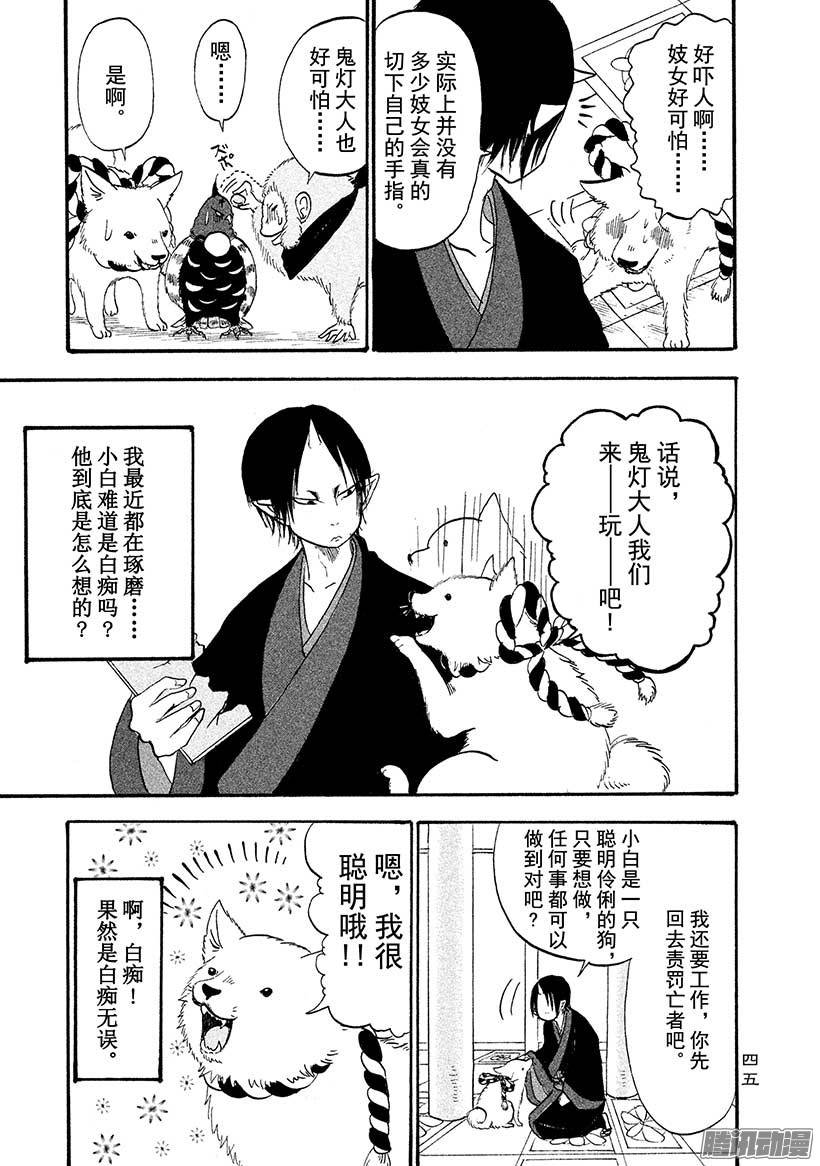 好吓人啊……
妓女好可怕……
实际上并没有
多少妓女会真的
切下自己的手指。
鬼灯大人也
好可怕……
嗯……
ズボ
是啊。
话说，
鬼灯大人我们
来——玩——吧！
我最近都在琢磨……
小白难道是白痴吗？
他到底是怎么想的？
我还要工作，你先
回去责罚亡者吧。
小白是一只
聪明伶俐的狗，
只要想做，
任何事都可以
做到对吧？
嗯，我很
聪明哦!!
啊，白痴！
果然是白痴无误。
四五
腾讯动漫